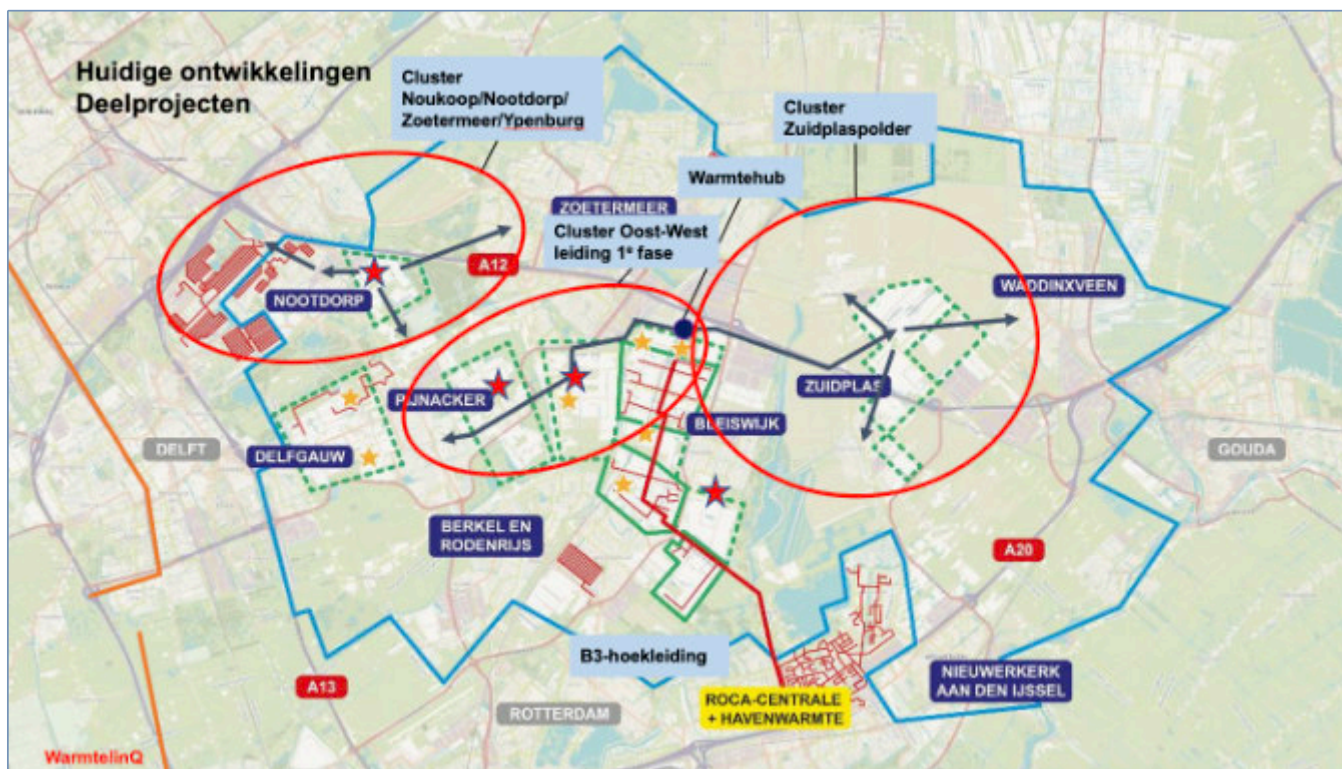 Huidige ontwikkelingen
Deelprojecten
Cluster
Noukoop/Nootdorp/
Zoetermeer/Ypenburg
Cluster
Zuidplaspolder
Warmtehub
ZOETERMEER
Cluster Oost-West
leiding 1e fase
A12
NOOTDORP
WADDINXVEEN
ZUIDPLAS
PIJNACKER
BLEISWIJK
DELFT
DELFGAUW
GOUDA
BERKEL EN
RODENRIJS
A20
B3-hoekleiding
NIEUWERKERK
AAN DEN IJSSEL
A13
ROTTERDAM
ROCA-CENTRALE
+ HAVENWARMTE
WarmtelinQ